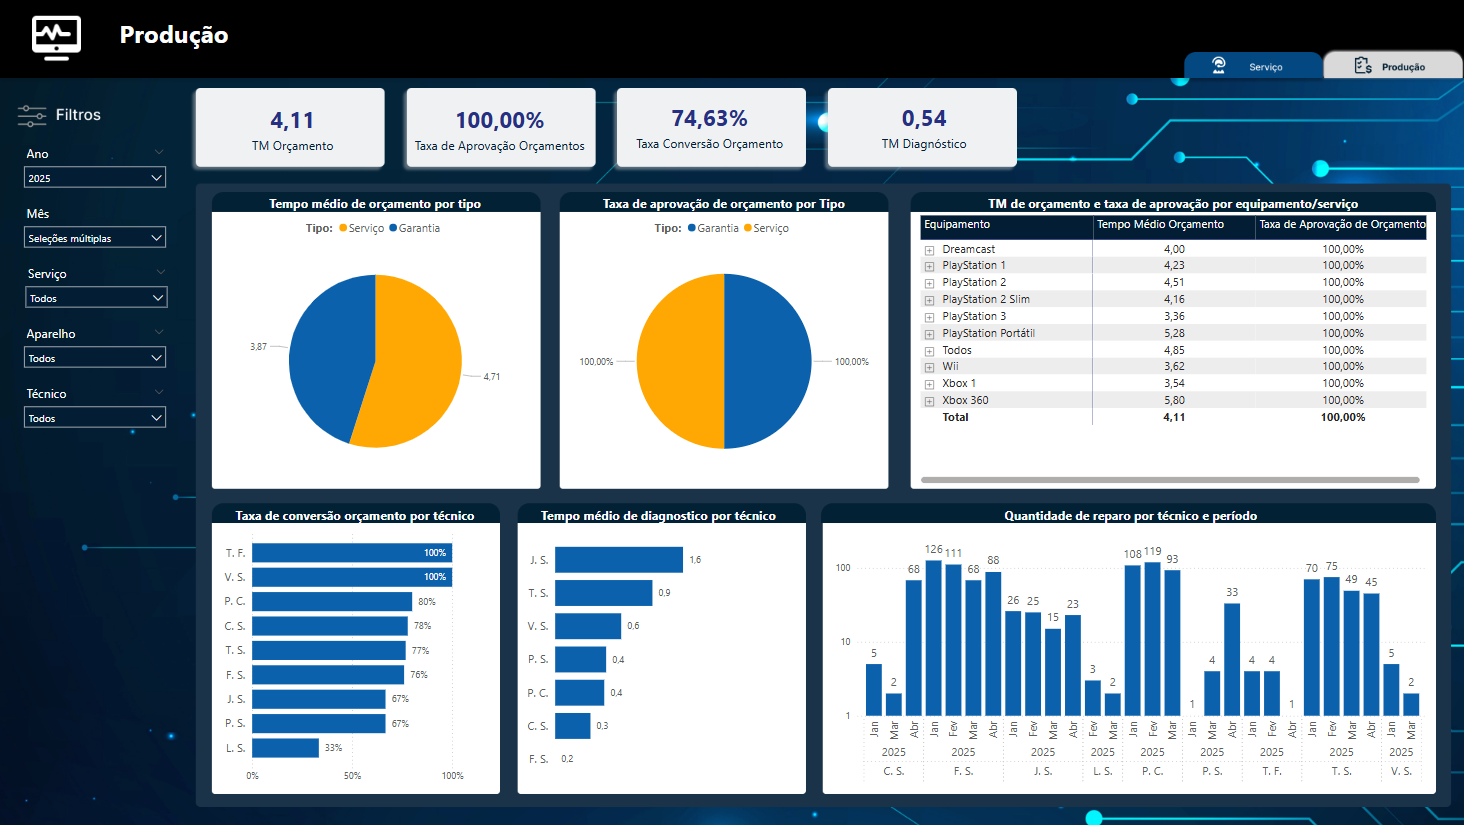 Produção
Serviço
Produção
Filtros
Ano
2025
Mês
Seleções múltiplas
Serviço
Todos
Aparelho
Todos
Técnico
Todos
4,11
TM Orçamento
100,00%
Taxa de Aprovação Orçamentos
74,63%
Taxa Conversão Orçamento
0,54
TM Diagnóstico
Tempo médio de orçamento por tipo
Tipo: Serviço Garantia
3,87
4,71
Taxa de aprovação de orçamento por Tipo
Tipo: Garantia Serviço
100,00%
100,00%
TM de orçamento e taxa de aprovação por equipamento/serviço
Equipamento Tempo Médio Orçamento Taxa de Aprovação de Orçamento
Dreamcast 4,00 100,00%
PlayStation 1 4,23 100,00%
PlayStation 2 4,51 100,00%
PlayStation 2 Slim 4,16 100,00%
PlayStation 3 3,36 100,00%
PlayStation Portátil 5,28 100,00%
Todos 4,85 100,00%
Wii 3,62 100,00%
Xbox 1 3,54 100,00%
Xbox 360 5,80 100,00%
Total 4,11 100,00%
Taxa de conversão orçamento por técnico
T. F. 100%
V. S. 100%
P. C. 80%
C. S. 78%
T. S. 77%
F. S. 76%
J. S. 67%
P. S. 67%
L. S. 33%
0% 50% 100%
Tempo médio de diagnostico por técnico
J. S. 1,6
T. S. 0,9
V. S. 0,6
P. S. 0,4
P. C. 0,4
C. S. 0,3
F. S. 0,2
Quantidade de reparo por técnico e período
100
10
1
5 2 68 126 111 68 88 26 25 15 23 3 2 108 119 93 1 4 33 4 4 1 70 75 49 45 5 2
Jan Mar Abr Jan Fev Mar Abr Jan Fev Mar Abr Fev Mar Jan Fev Mar Jan Mar Abr Jan Fev Abr Jan Fev Mar Abr Jan Mar
2025 2025 2025 2025 2025 2025 2025 2025 2025
C. S. F. S. J. S. L. S. P. C. P. S. T. F. T. S. V. S.